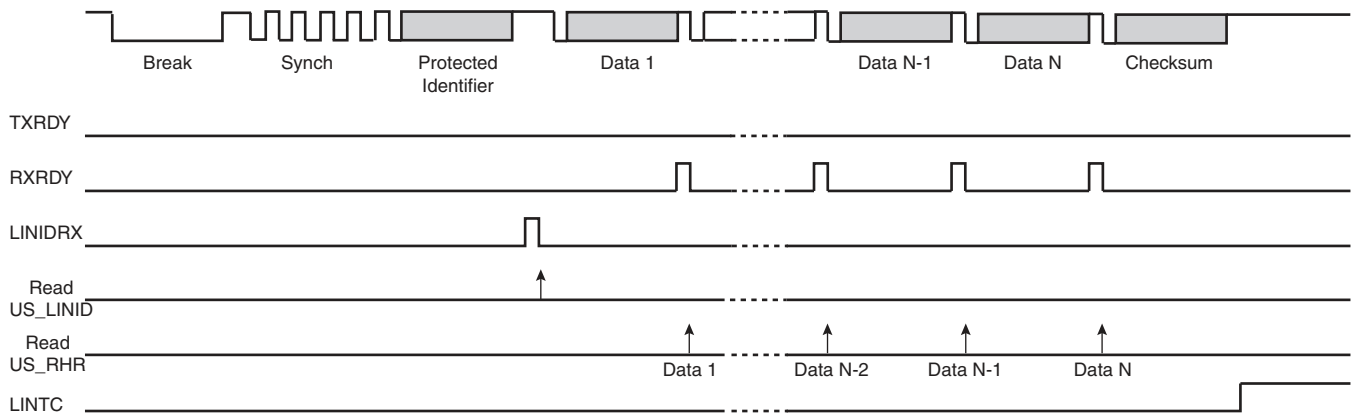 Break Synch Protected Data 1 Data N-1 Data N Checksum
Identifier
TXRDY
RXRDY
LINIDRX
Read
US_LINID
Read
US_RHR
Data 1 Data N-2 Data N-1 Data N
LINTC